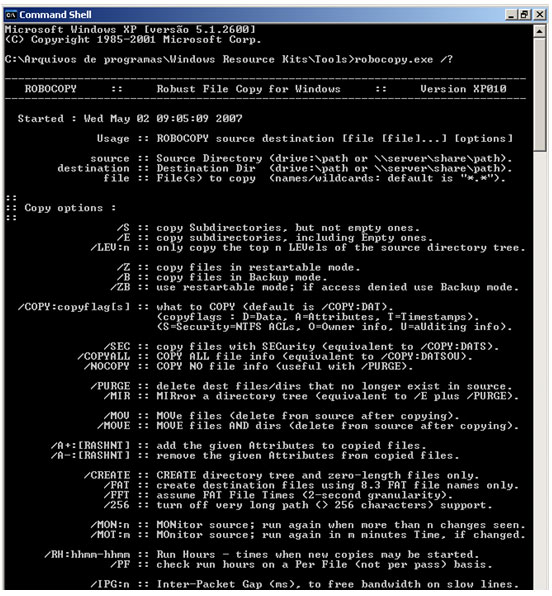 Command Shell
Microsoft Windows XP [versão 5.1.2600]
(C) Copyright 1985-2001 Microsoft Corp.
C:\Arquivos de programas\Windows Resource Kits\Tools>robocopy.exe /?
-------------------------------------------------------------------------------
ROBOCOPY :: Robust File Copy for Windows :: Version XP010
-------------------------------------------------------------------------------
Started : Wed May 02 09:05:09 2007
Usage :: ROBOCOPY source destination [file [file]...] [options]
source :: Source Directory (drive:\path or \\server\share\path).
destination :: Destination Dir (drive:\path or \\server\share\path).
file :: File(s) to copy (names/wildcards: default is "*.*").
::
:: Copy options :
::
/S :: copy Subdirectories, but not empty ones.
/E :: copy subdirectories, including Empty ones.
/LEV:n :: only copy the top n LEVels of the source directory tree.
/Z :: copy files in restartable mode.
/B :: copy files in Backup mode.
/ZB :: use restartable mode; if access denied use Backup mode.
/COPY:copyflag[s] :: what to COPY (default is /COPY:DAT).
(copyflags : D=Data, A=Attributes, T=Timestamps).
(S=Security=NTFS ACLs, O=Owner info, U=aUditing info).
/SEC :: copy files with SECurity (equivalent to /COPY:DATS).
/COPYALL :: COPY ALL file info (equivalent to /COPY:DATSOU).
/NOCOPY :: COPY NO file info (useful with /PURGE).
/PURGE :: delete dest files/dirs that no longer exist in source.
/MIR :: MIRror a directory tree (equivalent to /E plus /PURGE).
/MOV :: MOVe files (delete from source after copying).
/MOVE :: MOVE files AND dirs (delete from source after copying).
/A+:[RASHNT] :: add the given Attributes to copied files.
/A-:[RASHNT] :: remove the given Attributes from copied files.
/CREATE :: CREATE directory tree and zero-length files only.
/FAT :: create destination files using 8.3 FAT file names only.
/FFT :: assume FAT File Times (2-second granularity).
/256 :: turn off very long path (> 256 characters) support.
/MON:n :: MONitor source; run again when more than n changes seen.
/MOT:m :: MOnitor source; run again in m minutes Time, if changed.
/RH:hhmm-hhmm :: Run Hours - times when new copies may be started.
/PF :: check run hours on a Per File (not per pass) basis.
/IPG:n :: Inter-Packet Gap (ms), to free bandwidth on slow lines.